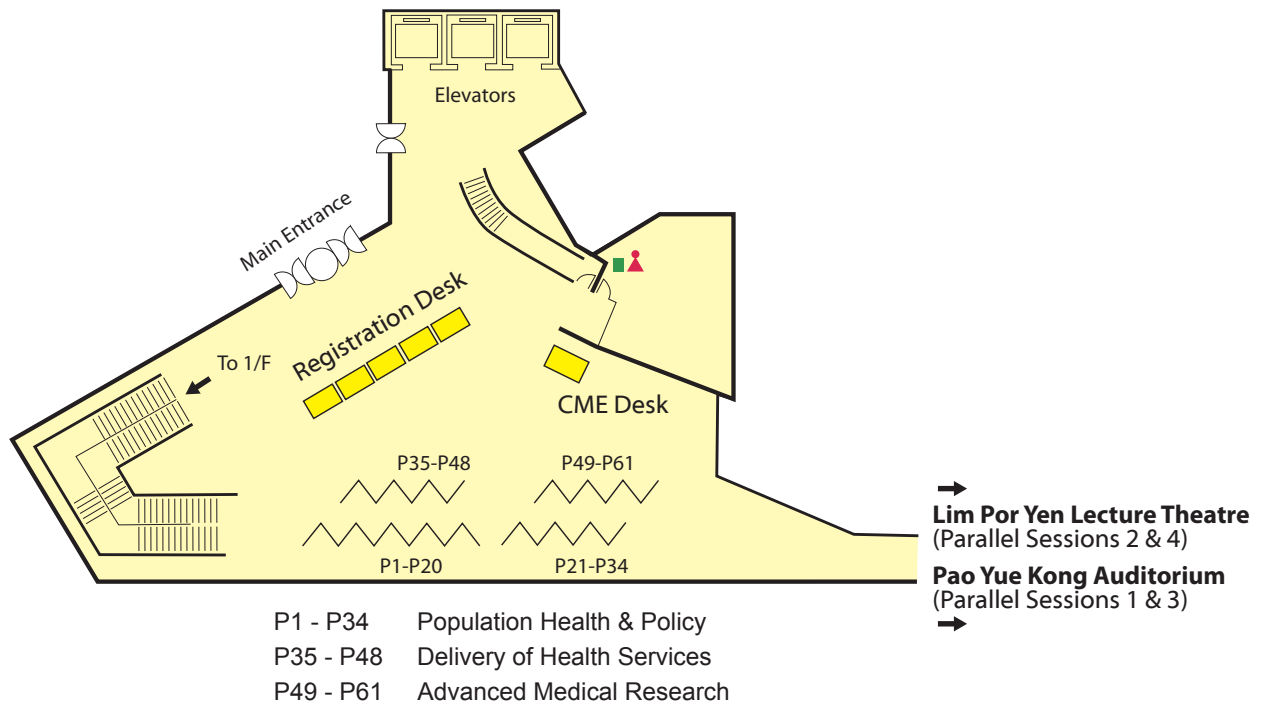 Elevators
Main Entrance
Registration Desk
To 1/F
CME Desk
P35-P48
P49-P61
P1-P20
P21-P34
Lim Por Yen Lecture Theatre
(Parallel Sessions 2 & 4)
Pao Yue Kong Auditorium
(Parallel Sessions 1 & 3)
P1 - P34 Population Health & Policy
P35 - P48 Delivery of Health Services
P49 - P61 Advanced Medical Research